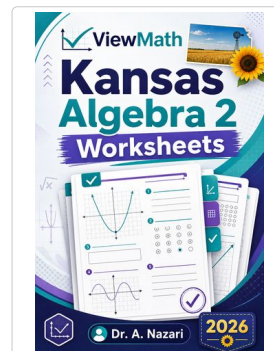 ViewMath
Kansas
Algebra 2
Worksheets
Dr. A. Nazari
2026